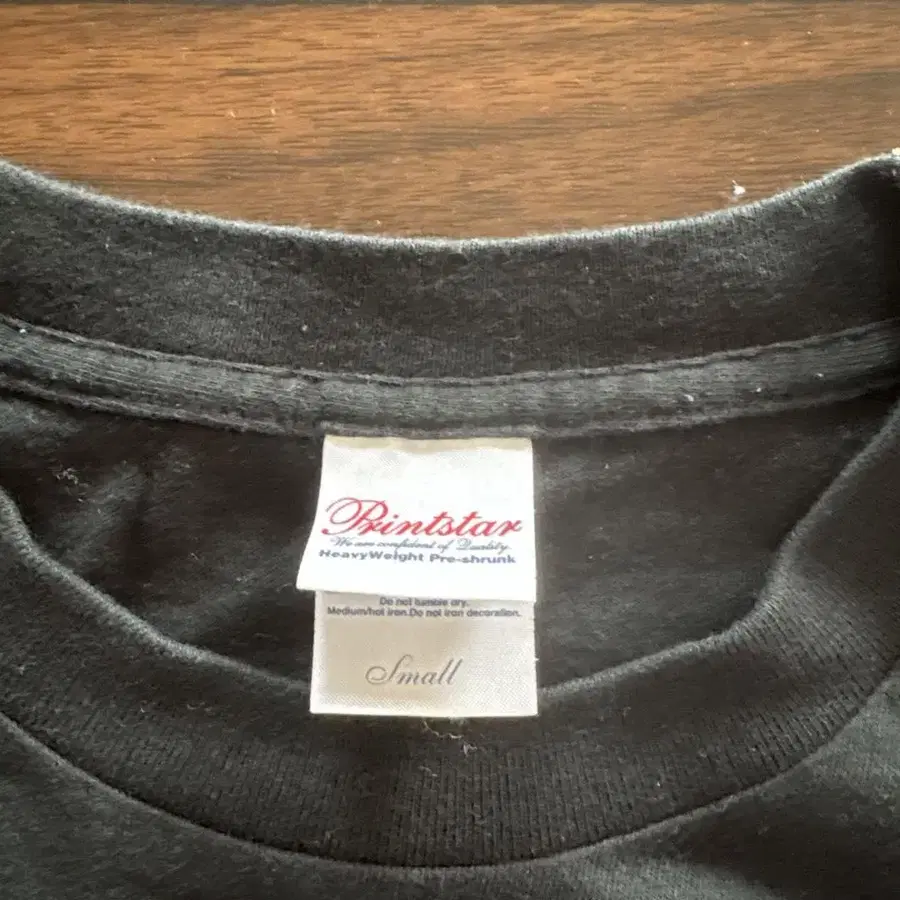 Printstar
We are confident of Quality.
HeavyWeight Pre-shrunk
Do not tumble dry.
Medium/hot iron.Do not iron decoration.
Small